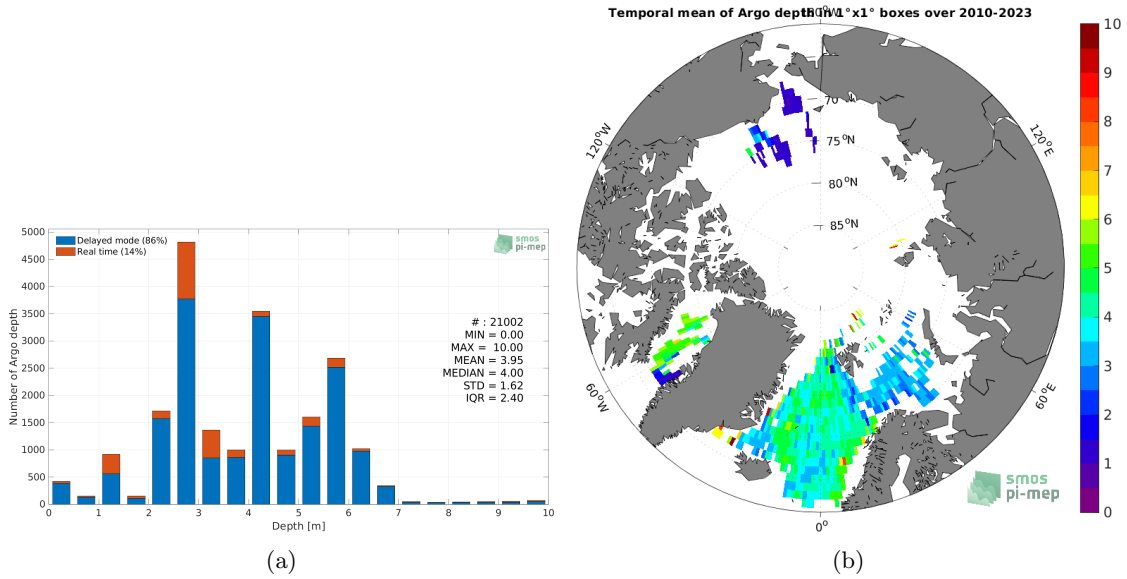 5000
4500
4000
3500
3000
2500
2000
1500
1000
500
0
Number of Argo depth
Delayed mode (86%)
Real time (14%)
smos
pi-mep
# : 21002
MIN = 0.00
MAX = 10.00
MEAN = 3.95
MEDIAN = 4.00
STD = 1.62
IQR = 2.40
0 1 2 3 4 5 6 7 8 9 10
Depth [m]
(a)
Temporal mean of Argo depth in 1°x1° boxes over 2010-2023
120°W
120°E
60°W
60°E
0°
70
75°N
80°N
85°N
smos
pi-mep
10
9
8
7
6
5
4
3
2
1
0
(b)